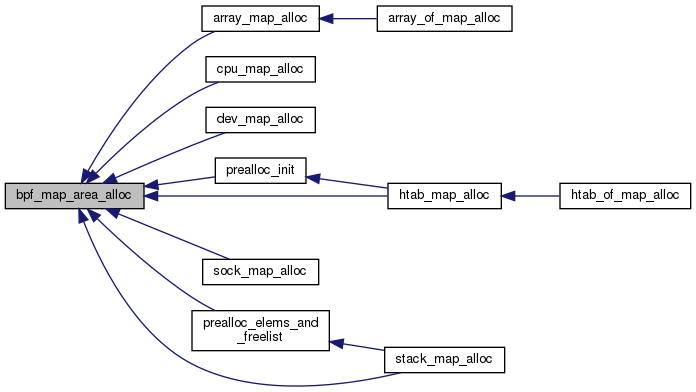 array_map_alloc
array_of_map_alloc
cpu_map_alloc
dev_map_alloc
prealloc_init
bpf_map_area_alloc
htab_map_alloc
htab_of_map_alloc
sock_map_alloc
prealloc_elems_and
_freelist
stack_map_alloc